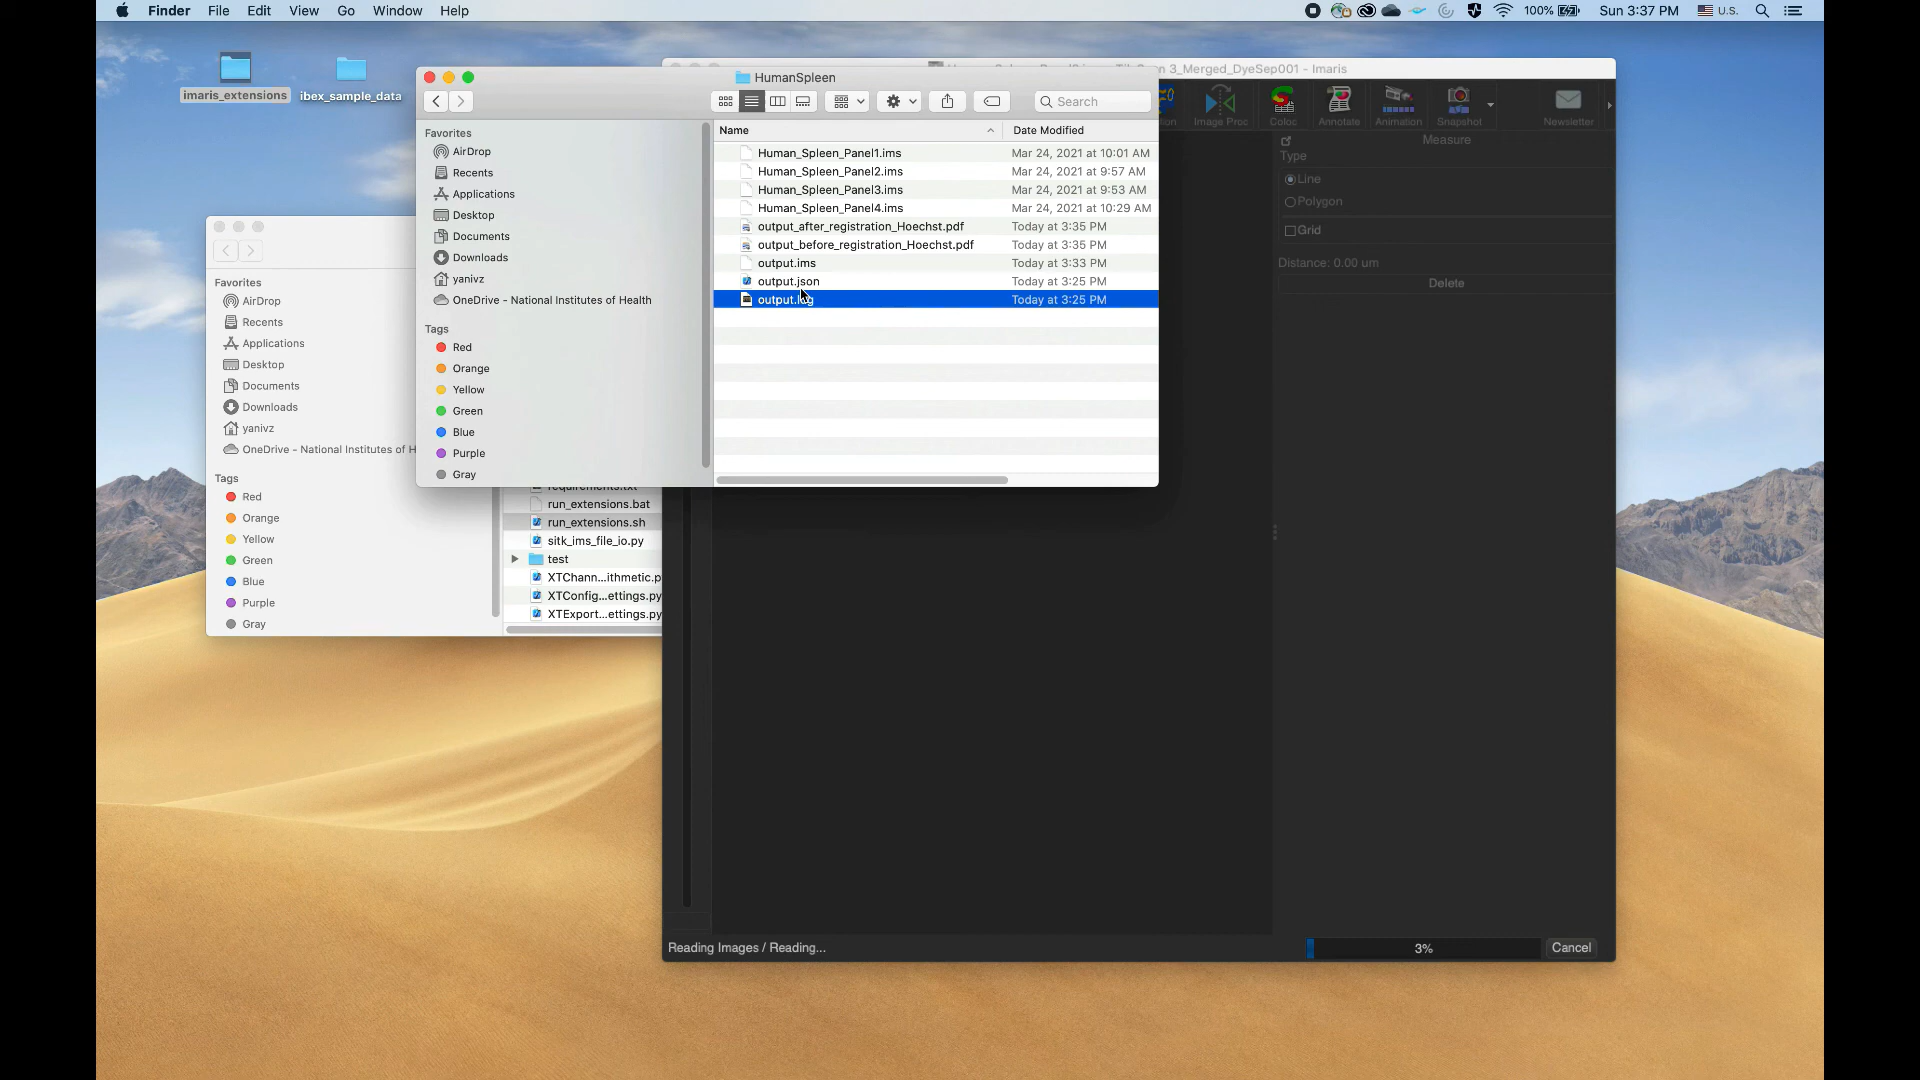 Finder File Edit View Go Window Help
100% Sun 3:37 PM U.S.
imaris_extensions
ibex_sample_data
HumanSpleen
Search
Favorites
AirDrop
Recents
Applications
Desktop
Documents
Downloads
yanivz
OneDrive - National Institutes of Health
Tags
Red
Orange
Yellow
Green
Blue
Purple
Gray
Name Date Modified
Human_Spleen_Panel1.ims Mar 24, 2021 at 10:01 AM
Human_Spleen_Panel2.ims Mar 24, 2021 at 9:57 AM
Human_Spleen_Panel3.ims Mar 24, 2021 at 9:53 AM
Human_Spleen_Panel4.ims Mar 24, 2021 at 10:29 AM
output_after_registration_Hoechst.pdf Today at 3:35 PM
output_before_registration_Hoechst.pdf Today at 3:35 PM
output.ims Today at 3:33 PM
output.json Today at 3:25 PM
Today at 3:25 PM
Favorites
AirDrop
Recents
Applications
Desktop
Documents
Downloads
yanivz
OneDrive - National Institutes of H
Tags
Red
Orange
Yellow
Green
Blue
Purple
Gray
requirements.txt
run_extensions.bat
run_extensions.sh
sitk_ims_file_io.py
test
XTChann...ithmetic.p
XTConfig...ettings.py
XTExport...ettings.py
3_Merged_DyeSep001 - Imaris
Image Proc Coloc Annotate Animation Snapshot Newsletter
Measure
Type
Line
Polygon
Grid
Distance: 0.00 um
Delete
Reading Images / Reading... 3% Cancel